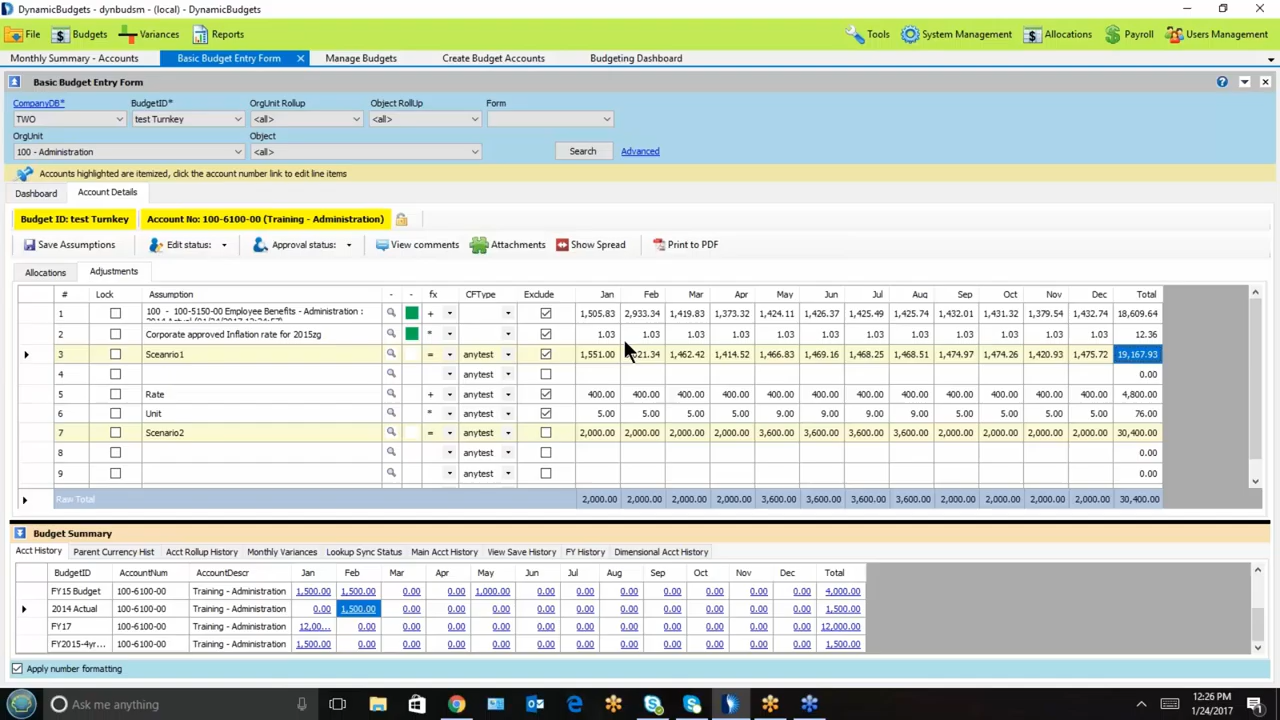 DynamicBudgets - dynbudsm - (local) - DynamicBudgets
File Budgets Variances Reports Tools System Management Allocations Payroll Users Management
Monthly Summary - Accounts Basic Budget Entry Form Manage Budgets Create Budget Accounts Budgeting Dashboard
Basic Budget Entry Form
CompanyDB* BudgetID* OrgUnit Rollup Object RollUp Form
TWO test Turnkey <all> <all>
OrgUnit Object
100 - Administration <all> Search Advanced
Accounts highlighted are itemized, click the account number link to edit line items
Dashboard Account Details
Budget ID: test Turnkey Account No: 100-6100-00 (Training - Administration)
Save Assumptions Edit status: Approval status: View comments Attachments Show Spread Print to PDF
Allocations Adjustments
# Lock Assumption - - fx CFType Exclude Jan Feb Mar Apr May Jun Jul Aug Sep Oct Nov Dec Total
1 100 - 100-5150-00 Employee Benefits - Administration : + 1,505.83 2,933.34 1,419.83 1,373.32 1,424.11 1,426.37 1,425.49 1,425.74 1,432.01 1,431.32 1,379.54 1,432.74 18,609.64
2 Corporate approved Inflation rate for 2015zg * 1.03 1.03 1.03 1.03 1.03 1.03 1.03 1.03 1.03 1.03 1.03 1.03 12.36
3 Sceanrio1 = anytest 1,551.00 21.34 1,462.42 1,414.52 1,466.83 1,469.16 1,468.25 1,468.51 1,474.97 1,474.26 1,420.93 1,475.72 19,167.93
4 anytest 0.00
5 Rate + anytest 400.00 400.00 400.00 400.00 400.00 400.00 400.00 400.00 400.00 400.00 400.00 400.00 4,800.00
6 Unit * anytest 5.00 5.00 5.00 5.00 9.00 9.00 9.00 9.00 5.00 5.00 5.00 5.00 76.00
7 Scenario2 = anytest 2,000.00 2,000.00 2,000.00 2,000.00 3,600.00 3,600.00 3,600.00 3,600.00 2,000.00 2,000.00 2,000.00 2,000.00 30,400.00
8 anytest 0.00
9 anytest 0.00
Raw Total 2,000.00 2,000.00 2,000.00 2,000.00 3,600.00 3,600.00 3,600.00 3,600.00 2,000.00 2,000.00 2,000.00 2,000.00 30,400.00
Budget Summary
Acct History Parent Currency Hist Acct Rollup History Monthly Variances Lookup Sync Status Main Acct History View Save History FY History Dimensional Acct History
BudgetID AccountNum AccountDescr Jan Feb Mar Apr May Jun Jul Aug Sep Oct Nov Dec Total
FY15 Budget 100-6100-00 Training - Administration 1,500.00 1,500.00 0.00 0.00 1,000.00 0.00 0.00 0.00 0.00 0.00 0.00 0.00 4,000.00
2014 Actual 100-6100-00 Training - Administration 0.00 1,500.00 0.00 0.00 0.00 0.00 0.00 0.00 0.00 0.00 0.00 0.00 1,500.00
FY17 100-6100-00 Training - Administration 12,00... 0.00 0.00 0.00 0.00 0.00 0.00 0.00 0.00 0.00 0.00 0.00 12,000.00
FY2015-4yr... 100-6100-00 Training - Administration 1,500.00 0.00 0.00 0.00 0.00 0.00 0.00 0.00 0.00 0.00 0.00 0.00 1,500.00
Apply number formatting
Ask me anything
12:26 PM
1/24/2017